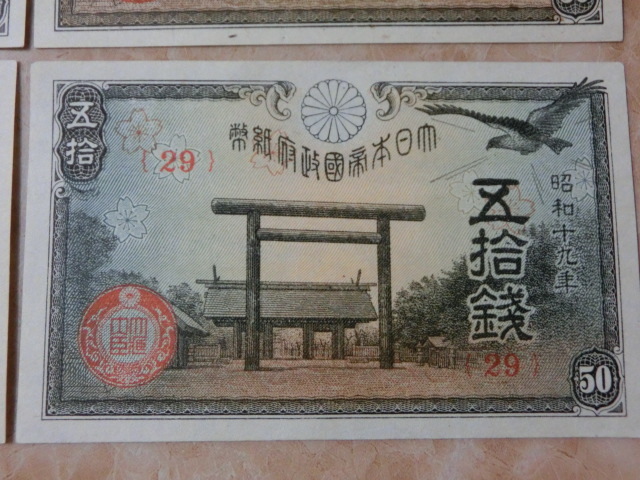 五拾
大日本帝國政府紙幣
{29}
五拾錢
昭和十九年
{29}
50